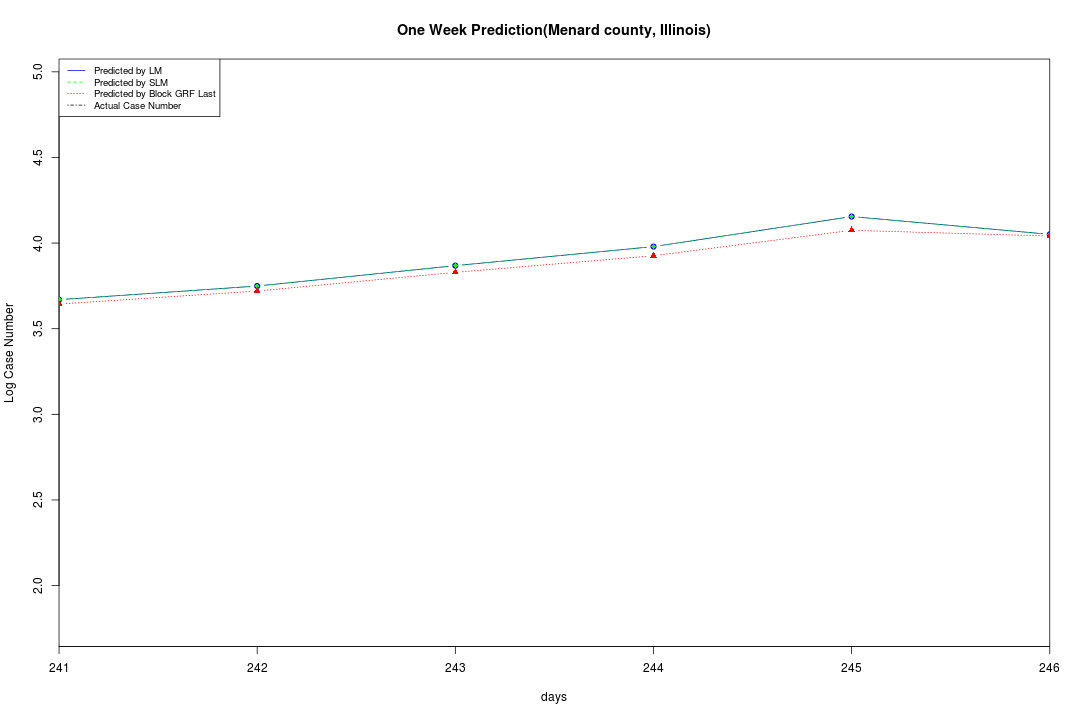 One Week Prediction(Menard county, Illinois)
Predicted by LM
Predicted by SLM
Predicted by Block GRF Last
Actual Case Number
Log Case Number
5.0
4.5
4.0
3.5
3.0
2.5
2.0
241 242 243 244 245 246
days